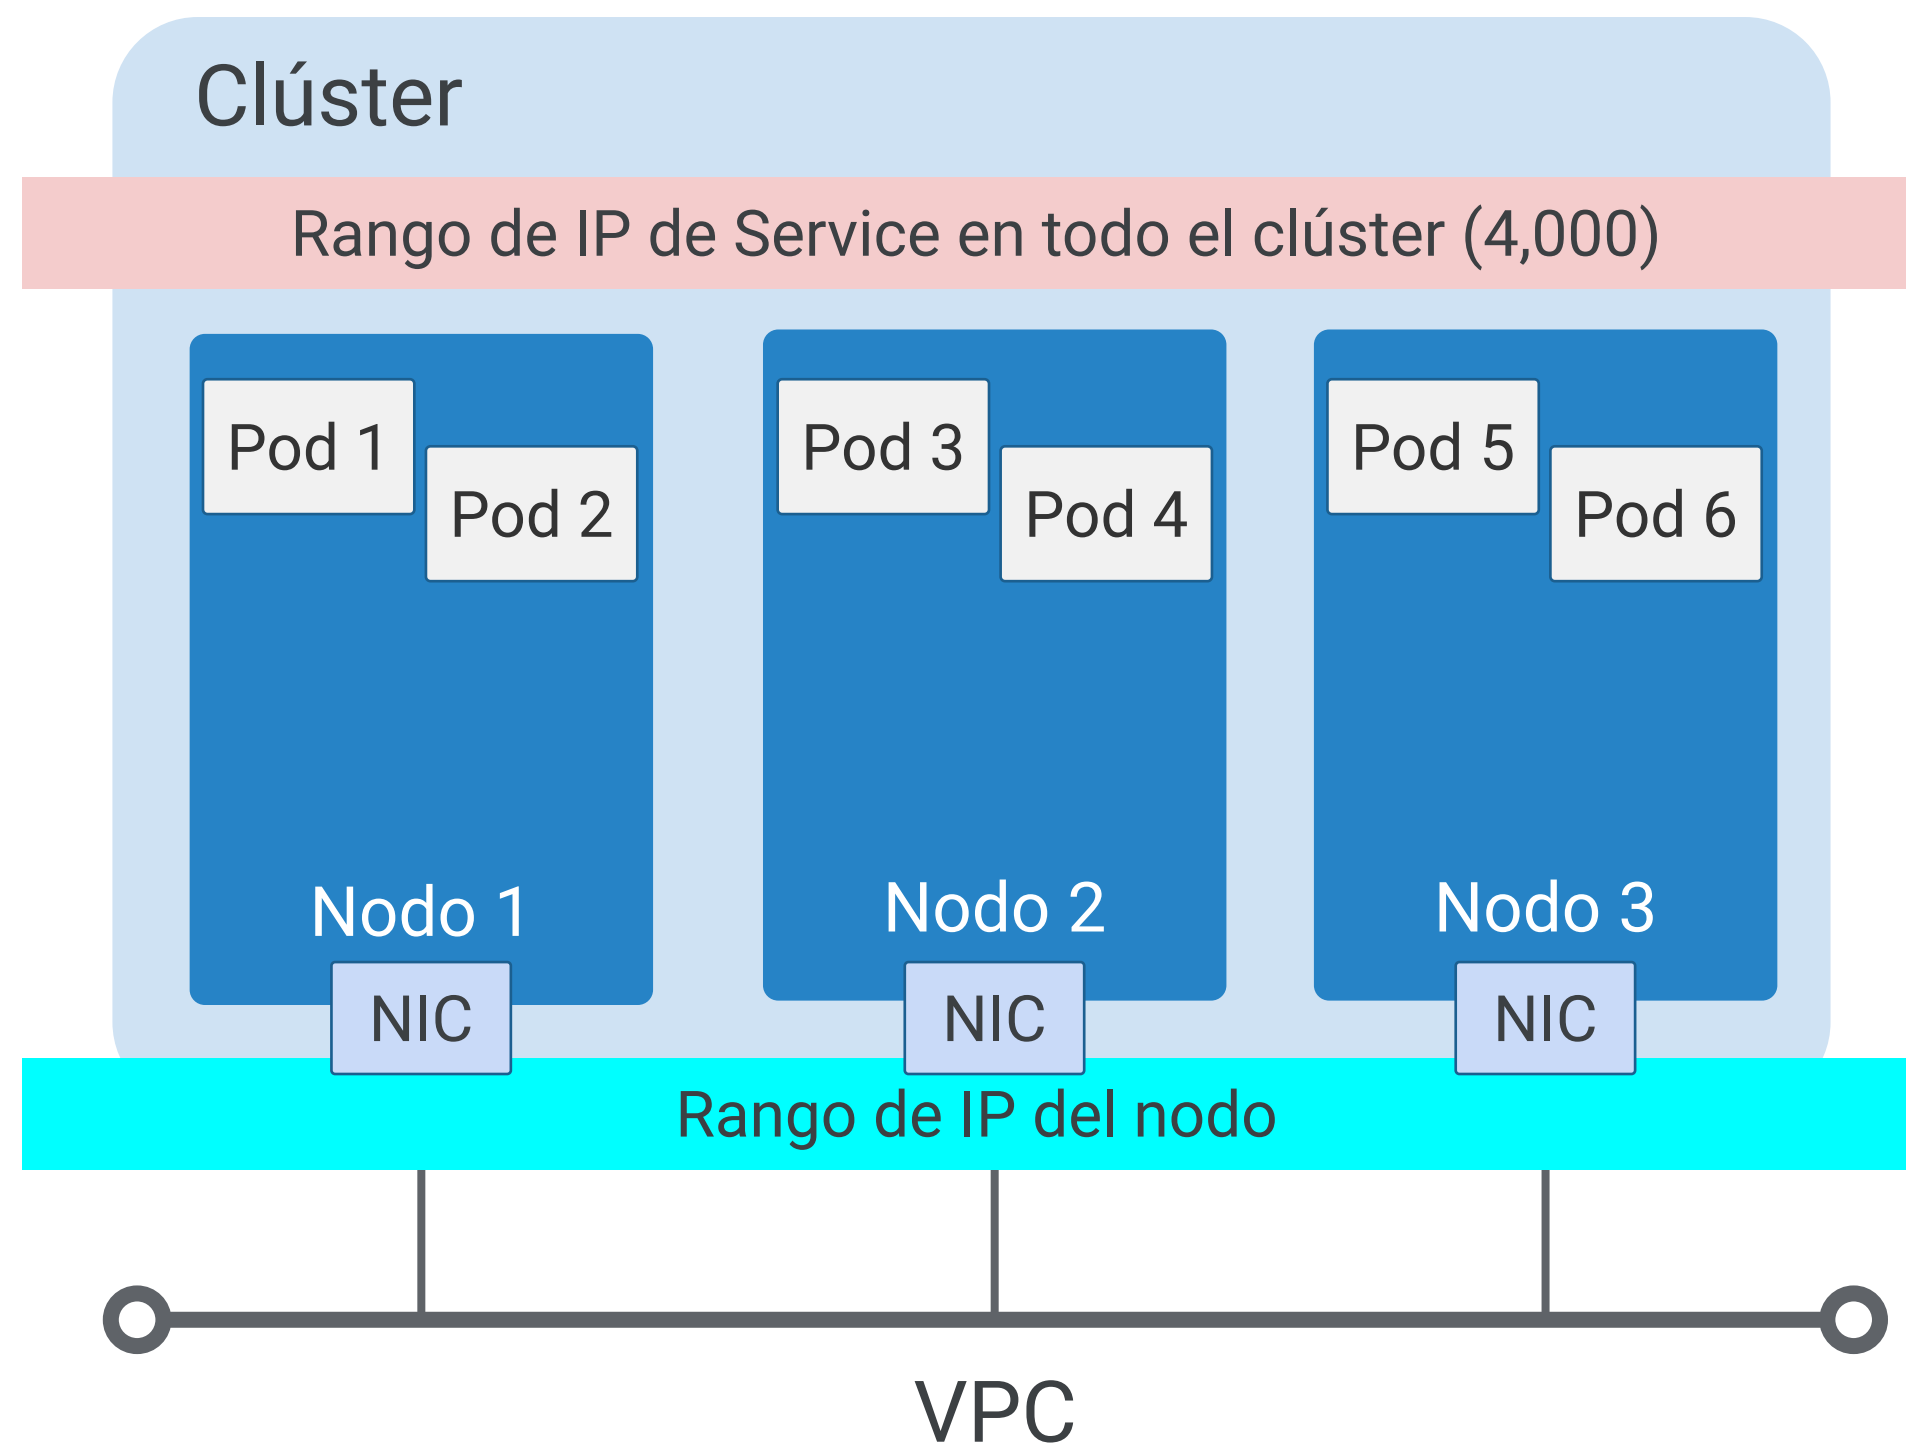 Clúster
Rango de IP de Service en todo el clúster (4,000)
Pod 1
Pod 2
Pod 3
Pod 4
Pod 5
Pod 6
Nodo 1
Nodo 2
Nodo 3
NIC
NIC
NIC
Rango de IP del nodo
VPC